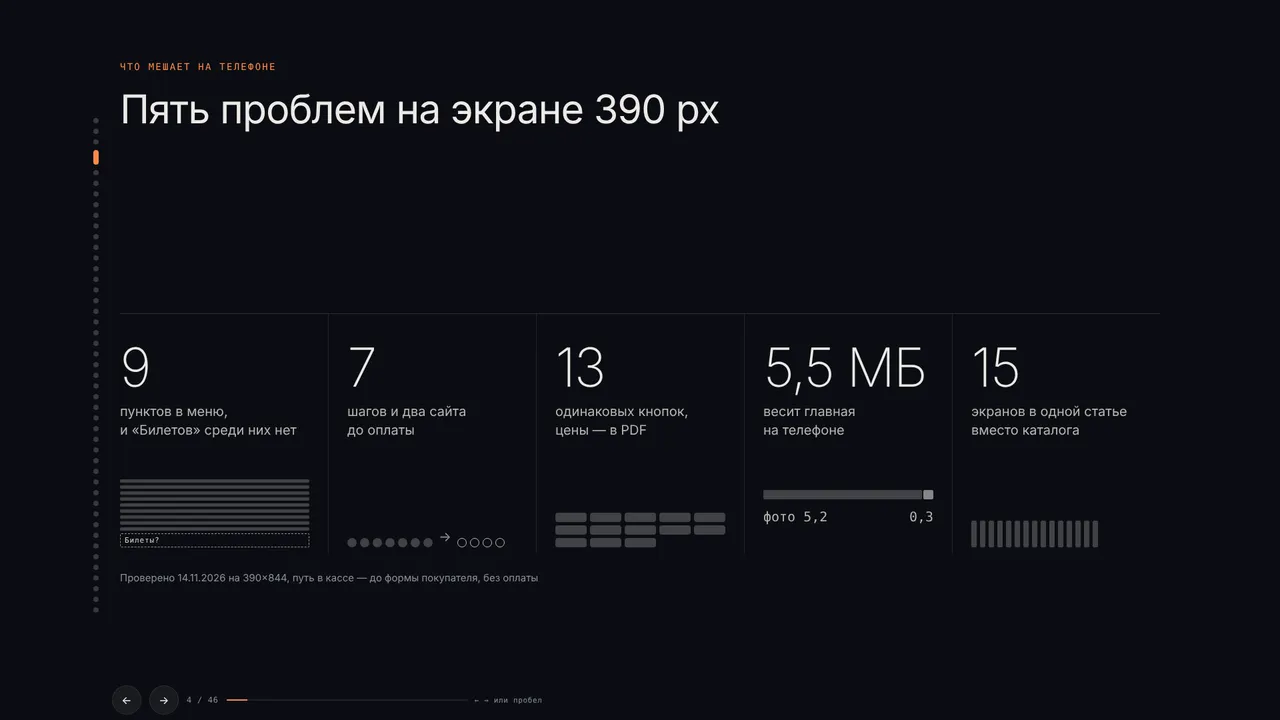 ЧТО МЕШАЕТ НА ТЕЛЕФОНЕ
Пять проблем на экране 390 px
9
пунктов в меню,
и «Билетов» среди них нет
Билеты?
7
шагов и два сайта
до оплаты
→
13
одинаковых кнопок,
цены — в PDF
5,5 МБ
весит главная
на телефоне
фото 5,2 0,3
15
экранов в одной статье
вместо каталога
Проверено 14.11.2026 на 390×844, путь в кассе — до формы покупателя, без оплаты
← → 4 / 46 ← → или пробел